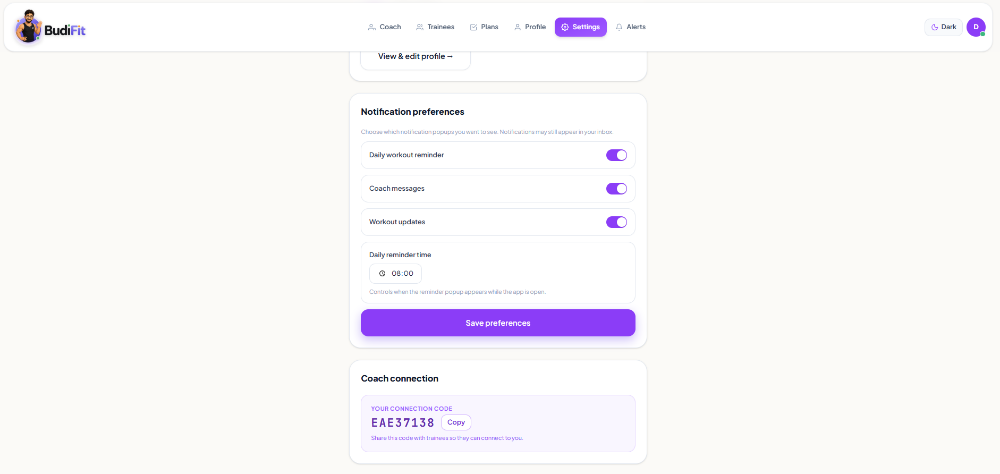 BudiFit
Coach
Trainees
Plans
Profile
Settings
Alerts
Dark
D
View & edit profile →
Notification preferences
Choose which notification popups you want to see. Notifications may still appear in your inbox.
Daily workout reminder
Coach messages
Workout updates
Daily reminder time
08:00
Controls when the reminder popup appears while the app is open.
Save preferences
Coach connection
YOUR CONNECTION CODE
EAE37138 Copy
Share this code with trainees so they can connect to you.